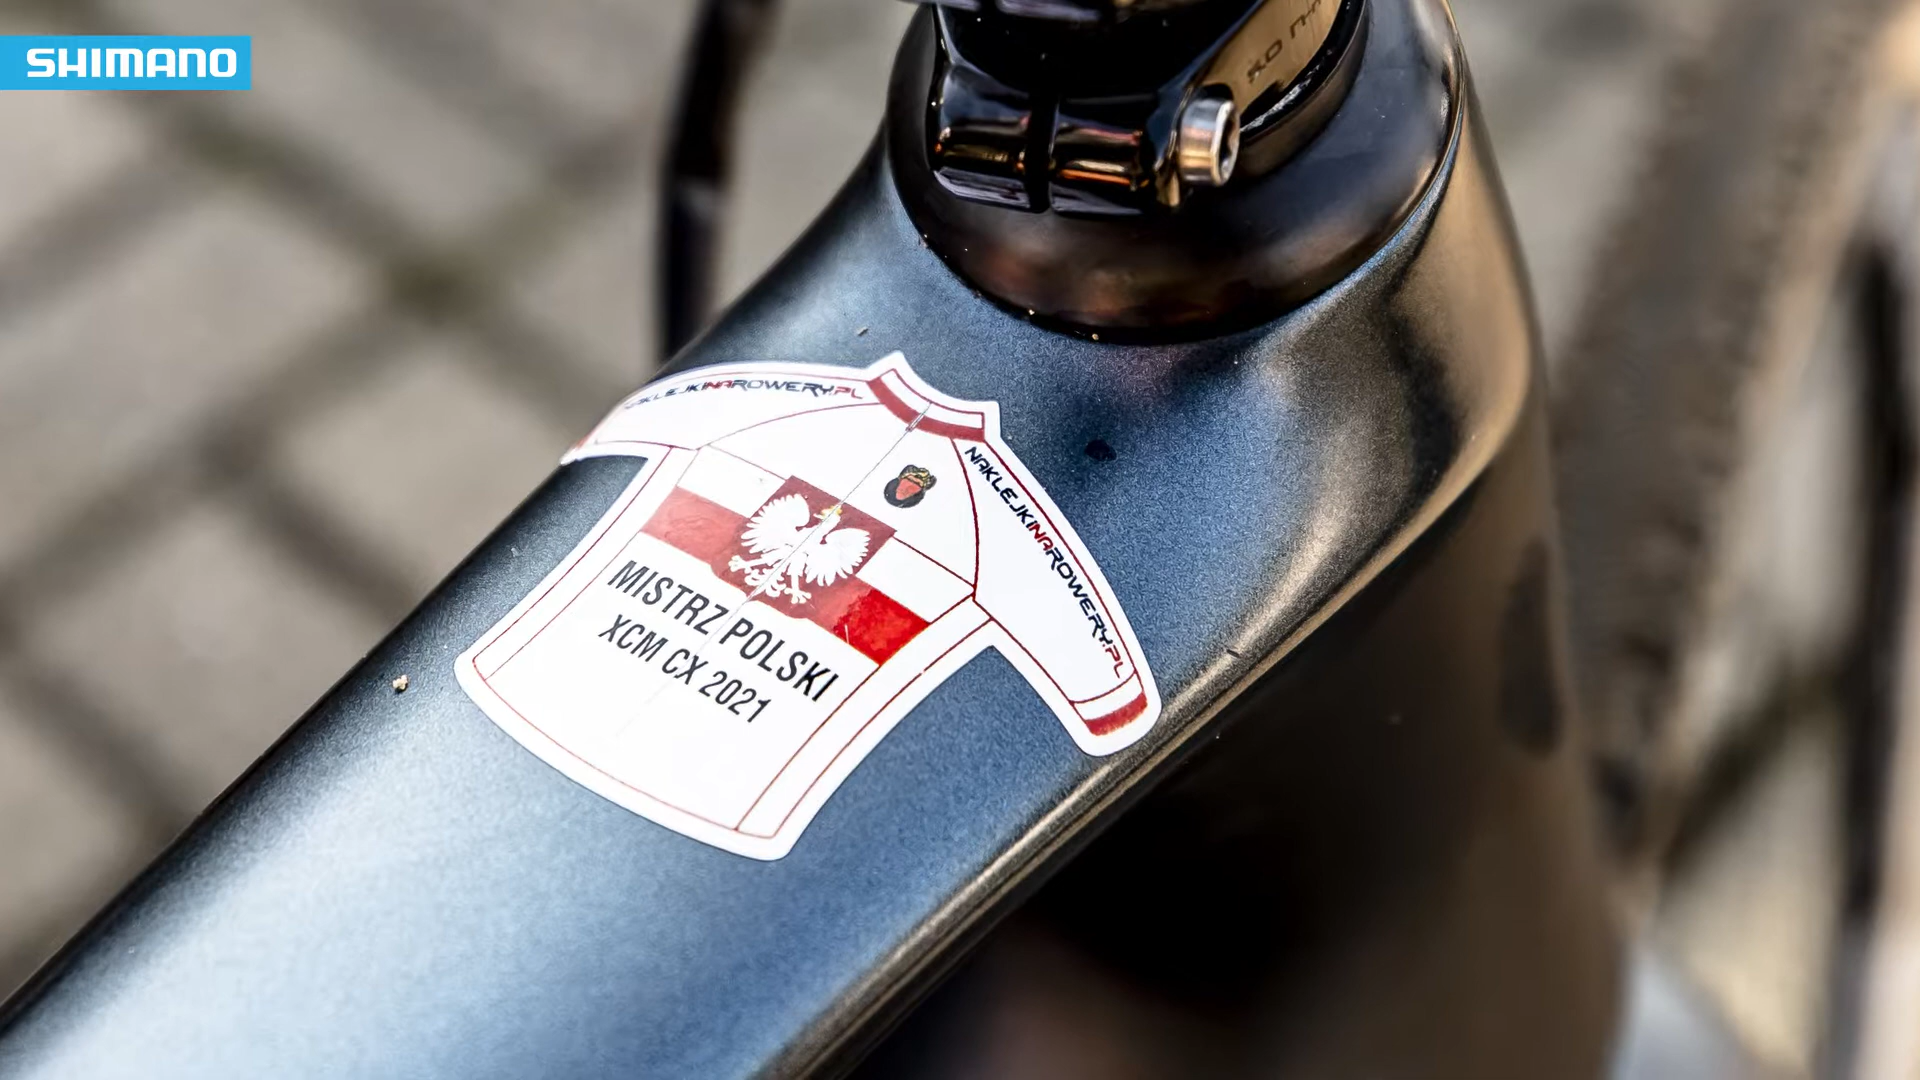 SHIMANO
NAKLEJKINAROWERY.PL
NAKLEJKINAROWERY.PL
MISTRZ POLSKI
XCM CX 2021